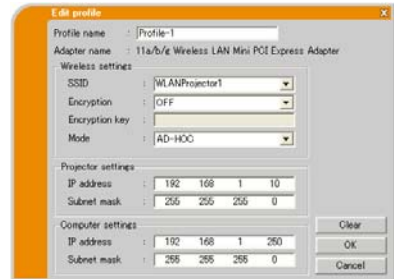 Edit profile X
Profile name : Profile-1
Adapter name : 11a/b/g Wireless LAN Mini PCI Express Adapter
Wireless settings
SSID : WLANProjector1
Encryption : OFF
Encryption key :
Mode : AD-HOC
Projector settings
IP address : 192 168 1 10
Subnet mask : 255 255 255 0
Computer settings
IP address : 192 168 1 250
Subnet mask : 255 255 255 0
Clear
OK
Cancel